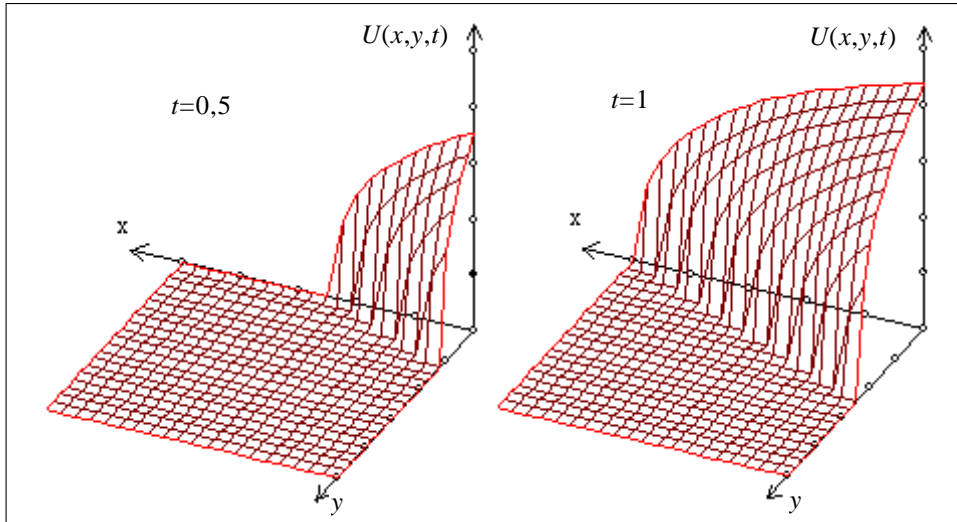 U(x,y,t)
t=0,5
x
y
U(x,y,t)
t=1
x
y